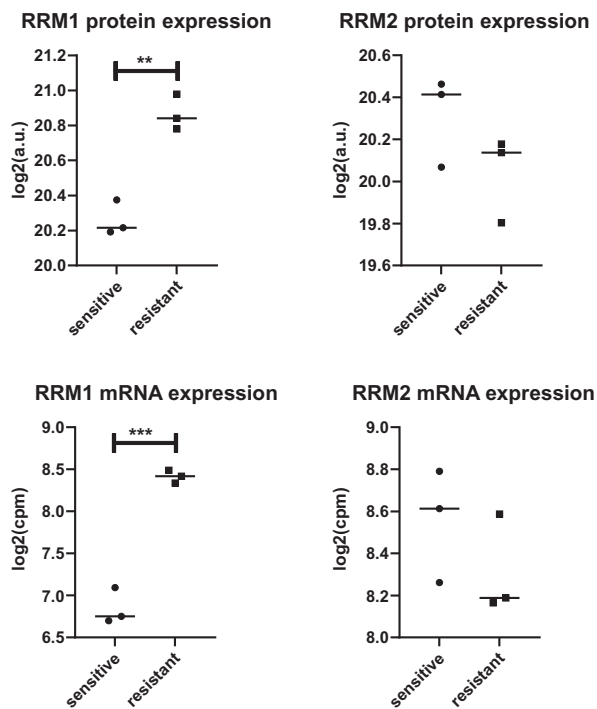 RRM1 protein expression
21.2
21.0
20.8
20.6
20.4
20.2
20.0
log2(a.u.)
**
sensitive
resistant
RRM2 protein expression
20.6
20.4
20.2
20.0
19.8
19.6
log2(a.u.)
sensitive
resistant
RRM1 mRNA expression
9.0
8.5
8.0
7.5
7.0
6.5
log2(cpm)
***
sensitive
resistant
RRM2 mRNA expression
9.0
8.8
8.6
8.4
8.2
8.0
log2(cpm)
sensitive
resistant